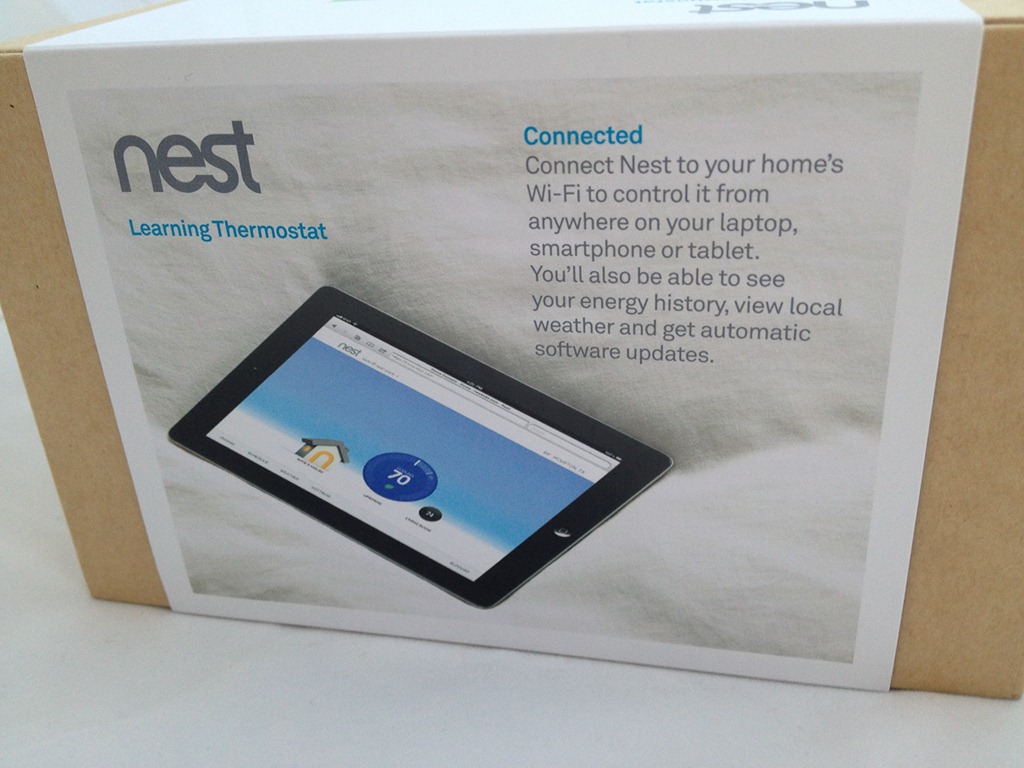 nest
nest
Learning Thermostat
Connected
Connect Nest to your home's
Wi-Fi to control it from
anywhere on your laptop,
smartphone or tablet.
You'll also be able to see
your energy history, view local
weather and get automatic
software updates.
nest
70
74